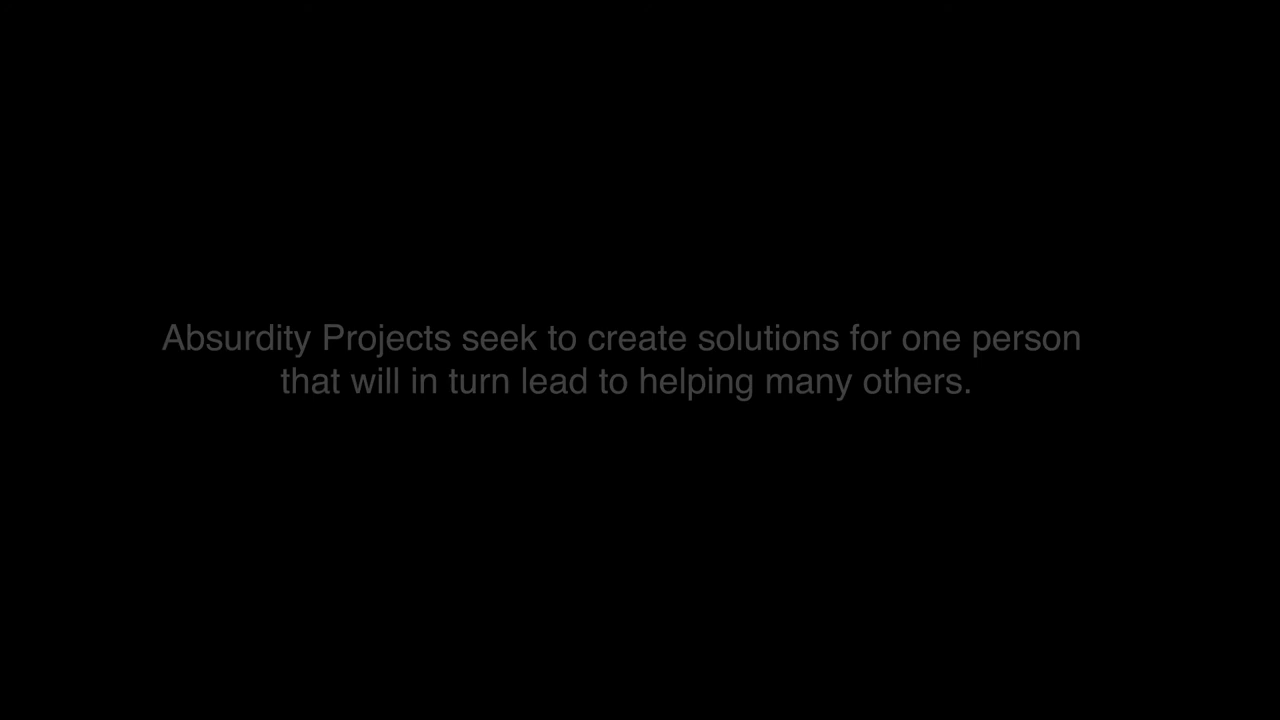 Absurdity Projects seek to create solutions for one person
that will in turn lead to helping many others.